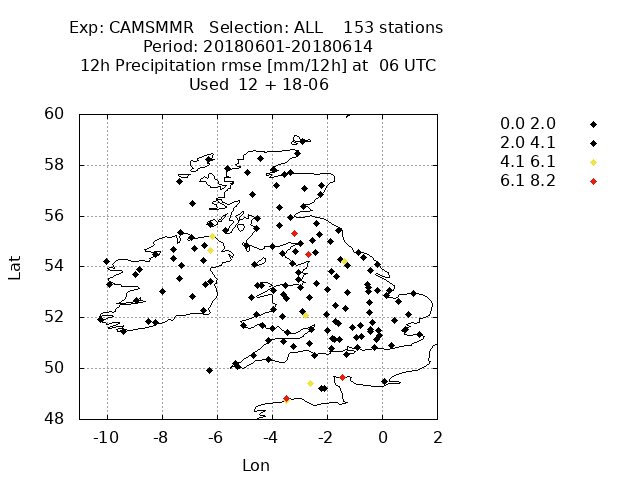 Exp: CAMSMMR Selection: ALL 153 stations
Period: 20180601-20180614
12h Precipitation rmse [mm/12h] at 06 UTC
Used 12 + 18-06
60
58
56
54
52
50
48
Lat
-10 -8 -6 -4 -2 0 2
Lon
0.0 2.0
2.0 4.1
4.1 6.1
6.1 8.2